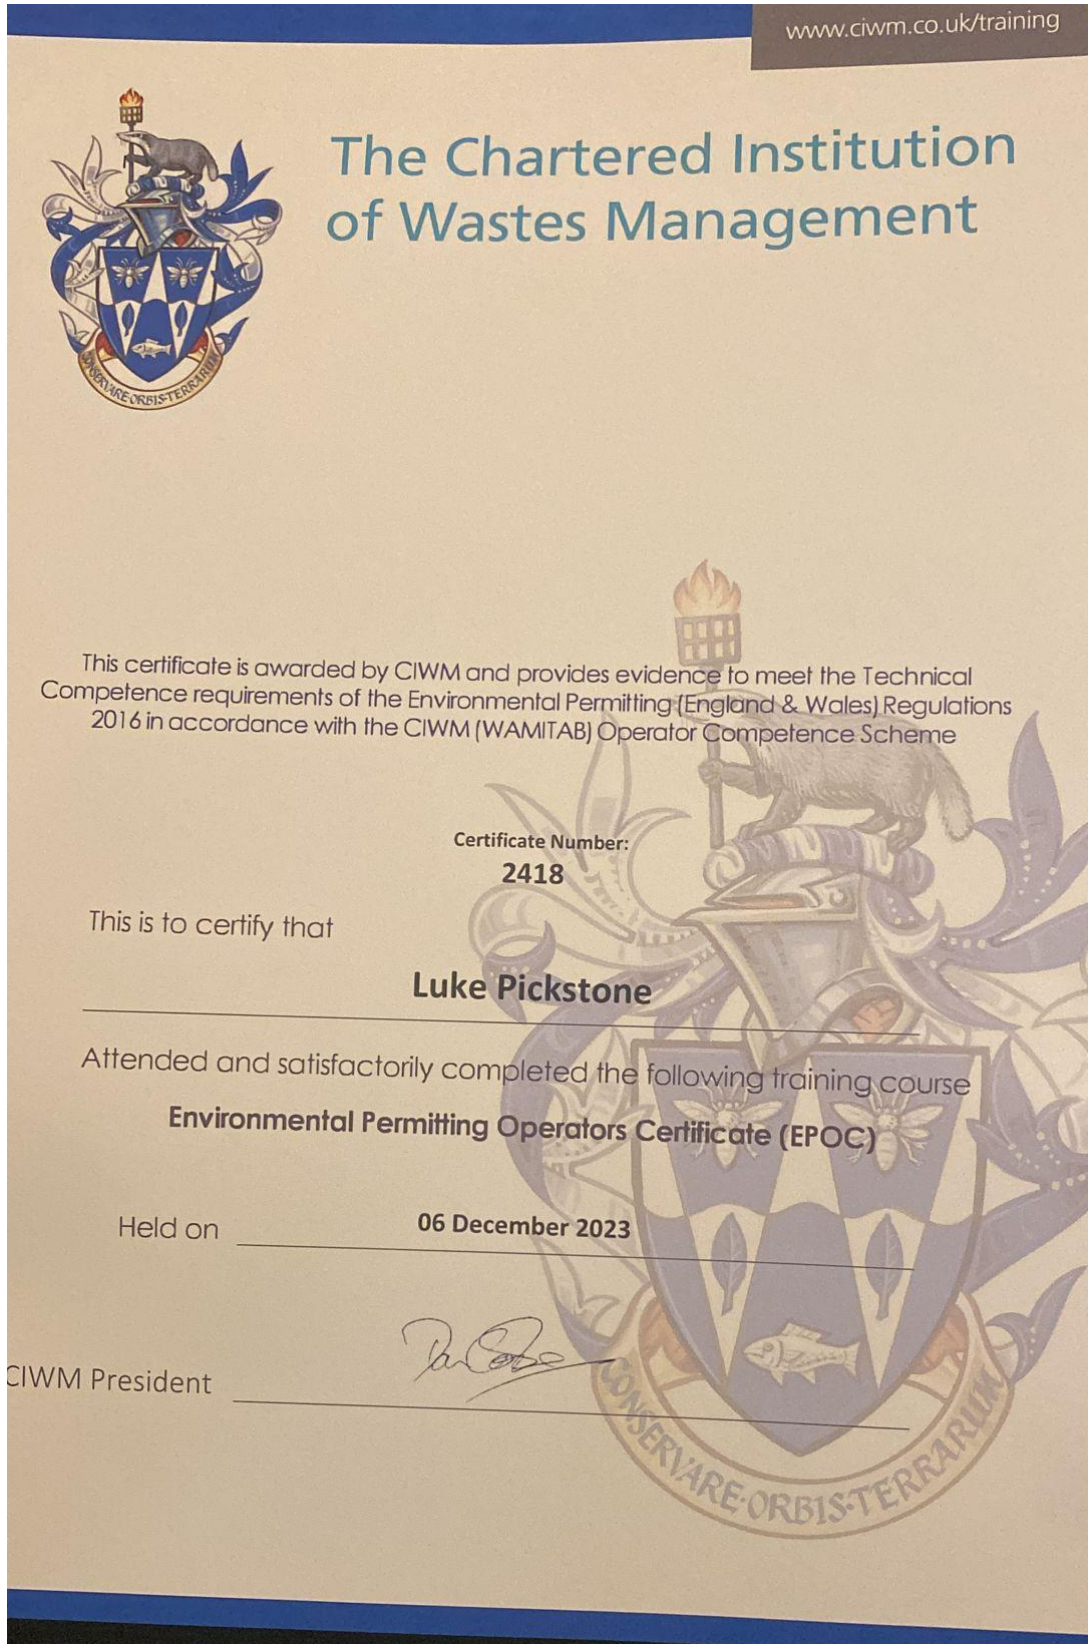 www.ciwm.co.uk/training
The Chartered Institution
of Wastes Management
CONSERVARE·ORBIS·TERRARUM
This certificate is awarded by CIWM and provides evidence to meet the Technical
Competence requirements of the Environmental Permitting (England & Wales) Regulations
2016 in accordance with the CIWM (WAMITAB) Operator Competence Scheme
Certificate Number:
2418
This is to certify that
Luke Pickstone
Attended and satisfactorily completed the following training course
Environmental Permitting Operators Certificate (EPOC)
Held on 06 December 2023
CIWM President
CONSERVARE·ORBIS·TERRARUM